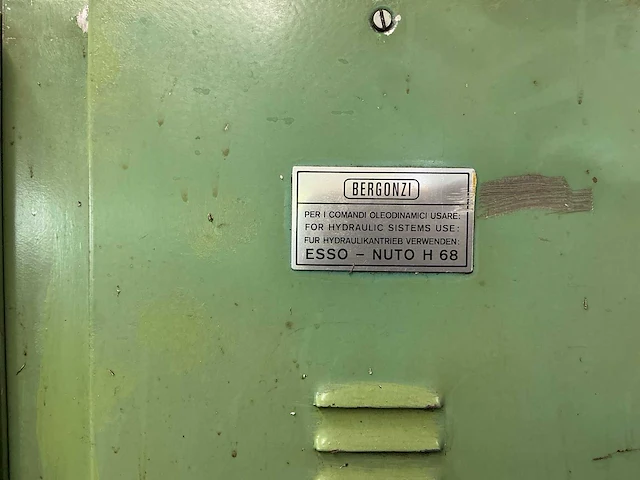 BERGONZI
PER I COMANDI OLEODINAMICI USARE:
FOR HYDRAULIC SISTEMS USE:
FUR HYDRAULIKANTRIEB VERWENDEN:
ESSO - NUTO H 68